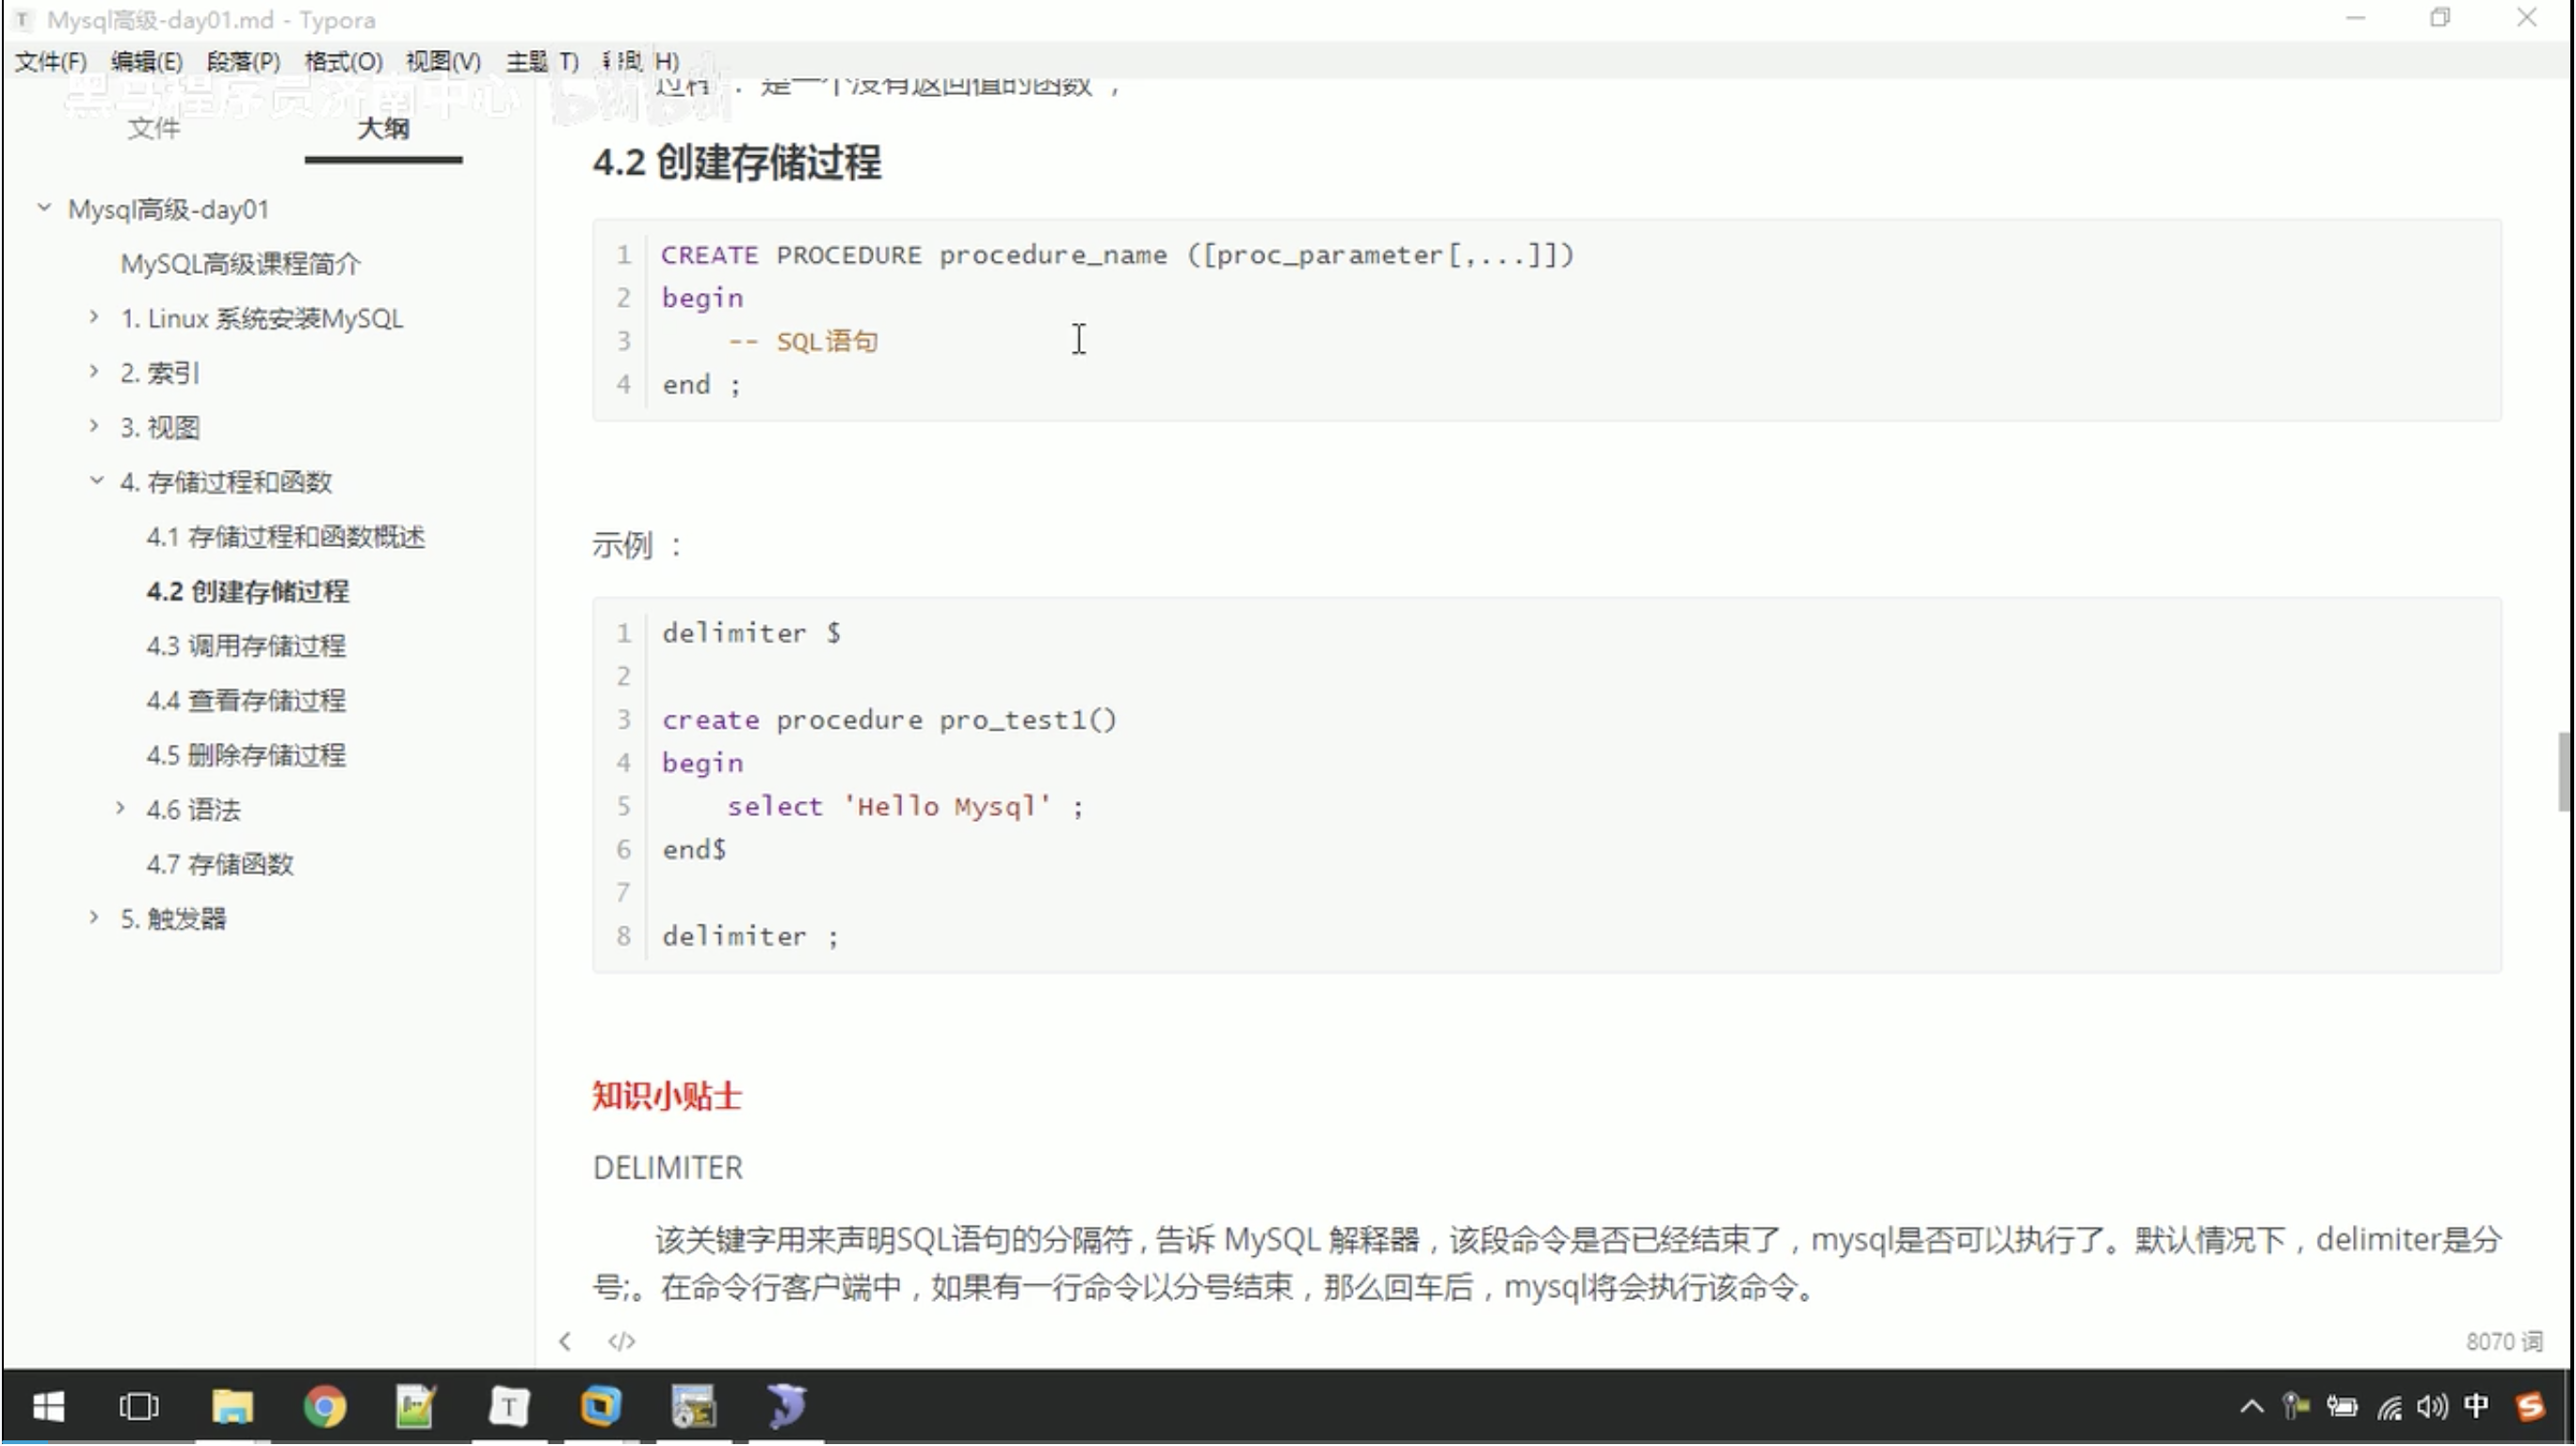 Mysql高级-day01.md - Typora
文件(F) 编辑(E) 段落(P) 格式(O) 视图(V) 主题(T) 帮助(H)
黑马程序员济南中心 bilibili
文件 大纲
Mysql高级-day01
MySQL高级课程简介
1. Linux 系统安装MySQL
2. 索引
3. 视图
4. 存储过程和函数
4.1 存储过程和函数概述
4.2 创建存储过程
4.3 调用存储过程
4.4 查看存储过程
4.5 删除存储过程
4.6 语法
4.7 存储函数
5. 触发器
过程 ：是一个没有返回值的函数 ，
4.2 创建存储过程
1 CREATE PROCEDURE procedure_name ([proc_parameter[,...]])
2 begin
3 -- SQL语句
4 end ;
示例 ：
1 delimiter $
2
3 create procedure pro_test1()
4 begin
5 select 'Hello Mysql' ;
6 end$
7
8 delimiter ;
知识小贴士
DELIMITER
该关键字用来声明SQL语句的分隔符 , 告诉 MySQL 解释器，该段命令是否已经结束了，mysql是否可以执行了。默认情况下，delimiter是分
号;。在命令行客户端中，如果有一行命令以分号结束，那么回车后，mysql将会执行该命令。
8070 词
中